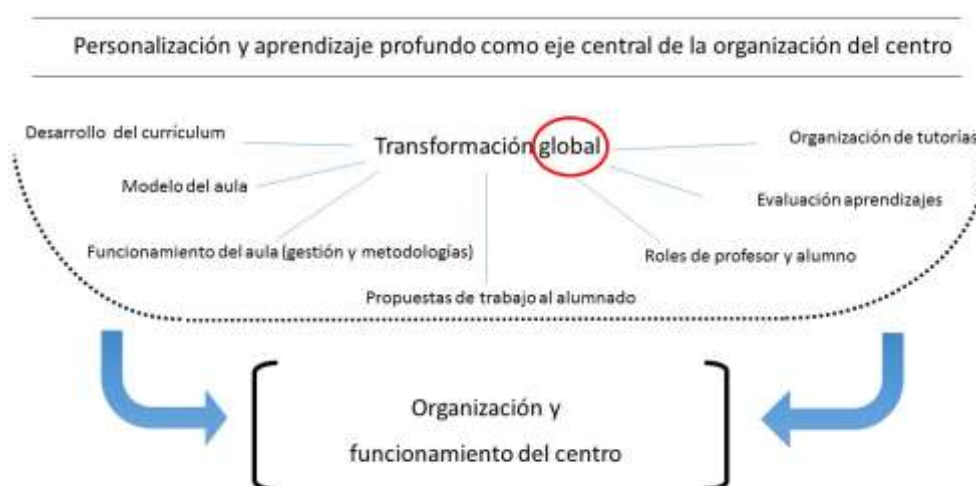 Personalización y aprendizaje profundo como eje central de la organización del centro
Desarrollo del currículum
Transformación global
Organización de tutorías
Modelo del aula
Evaluación aprendizajes
Funcionamiento del aula (gestión y metodologías)
Roles de profesor y alumno
Propuestas de trabajo al alumnado
Organización y
funcionamiento del centro